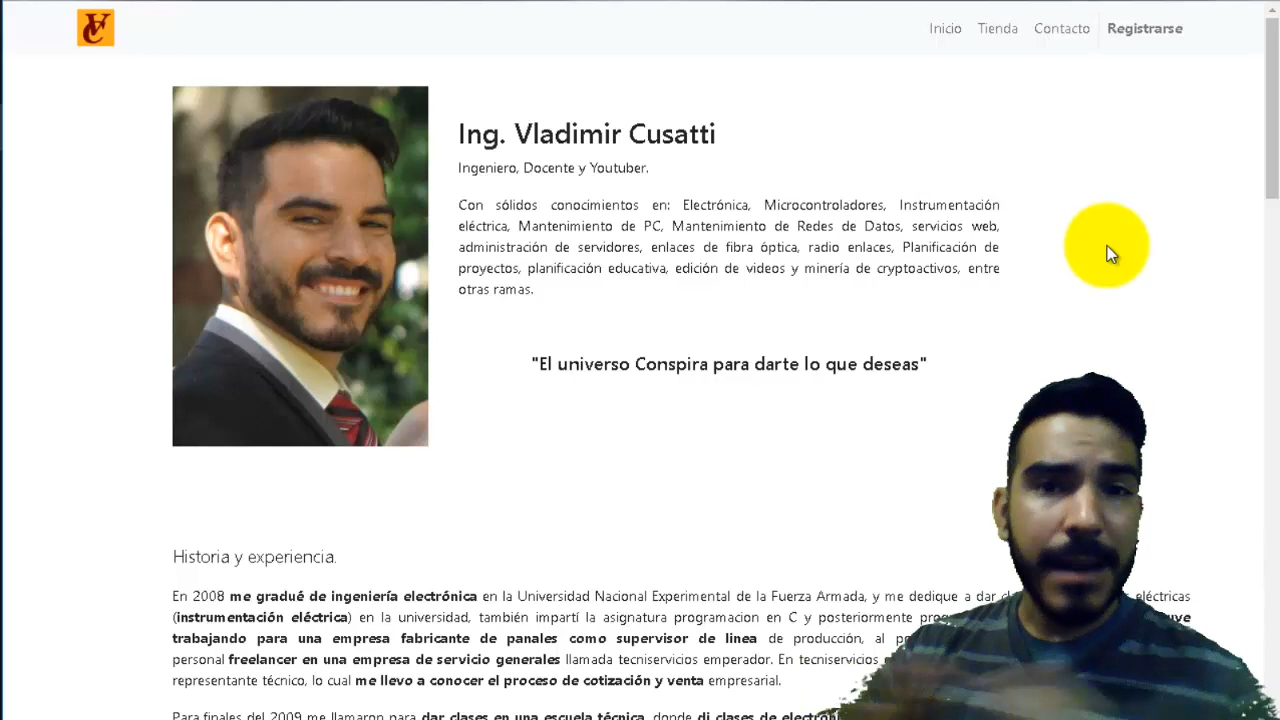 Inicio Tienda Contacto Registrarse
Ing. Vladimir Cusatti
Ingeniero, Docente y Youtuber.
Con sólidos conocimientos en: Electrónica, Microcontroladores, Instrumentación
eléctrica, Mantenimiento de PC, Mantenimiento de Redes de Datos, servicios web,
administración de servidores, enlaces de fibra óptica, radio enlaces, Planificación de
proyectos, planificación educativa, edición de videos y minería de cryptoactivos, entre
otras ramas.
"El universo Conspira para darte lo que deseas"
Historia y experiencia.
En 2008 me gradué de ingeniería electrónica en la Universidad Nacional Experimental de la Fuerza Armada, y me dedique a dar eléctricas
(instrumentación eléctrica) en la universidad, también impartí la asignatura programacion en C y posteriormente
trabajando para una empresa fabricante de panales como supervisor de linea de producción, al
personal freelancer en una empresa de servicio generales llamada tecniservicios emperador. En tecniservicios
representante técnico, lo cual me llevo a conocer el proceso de cotización y venta empresarial.
Para finales del 2009 me llamaron para dar clases en una escuela técnica, donde di clases de